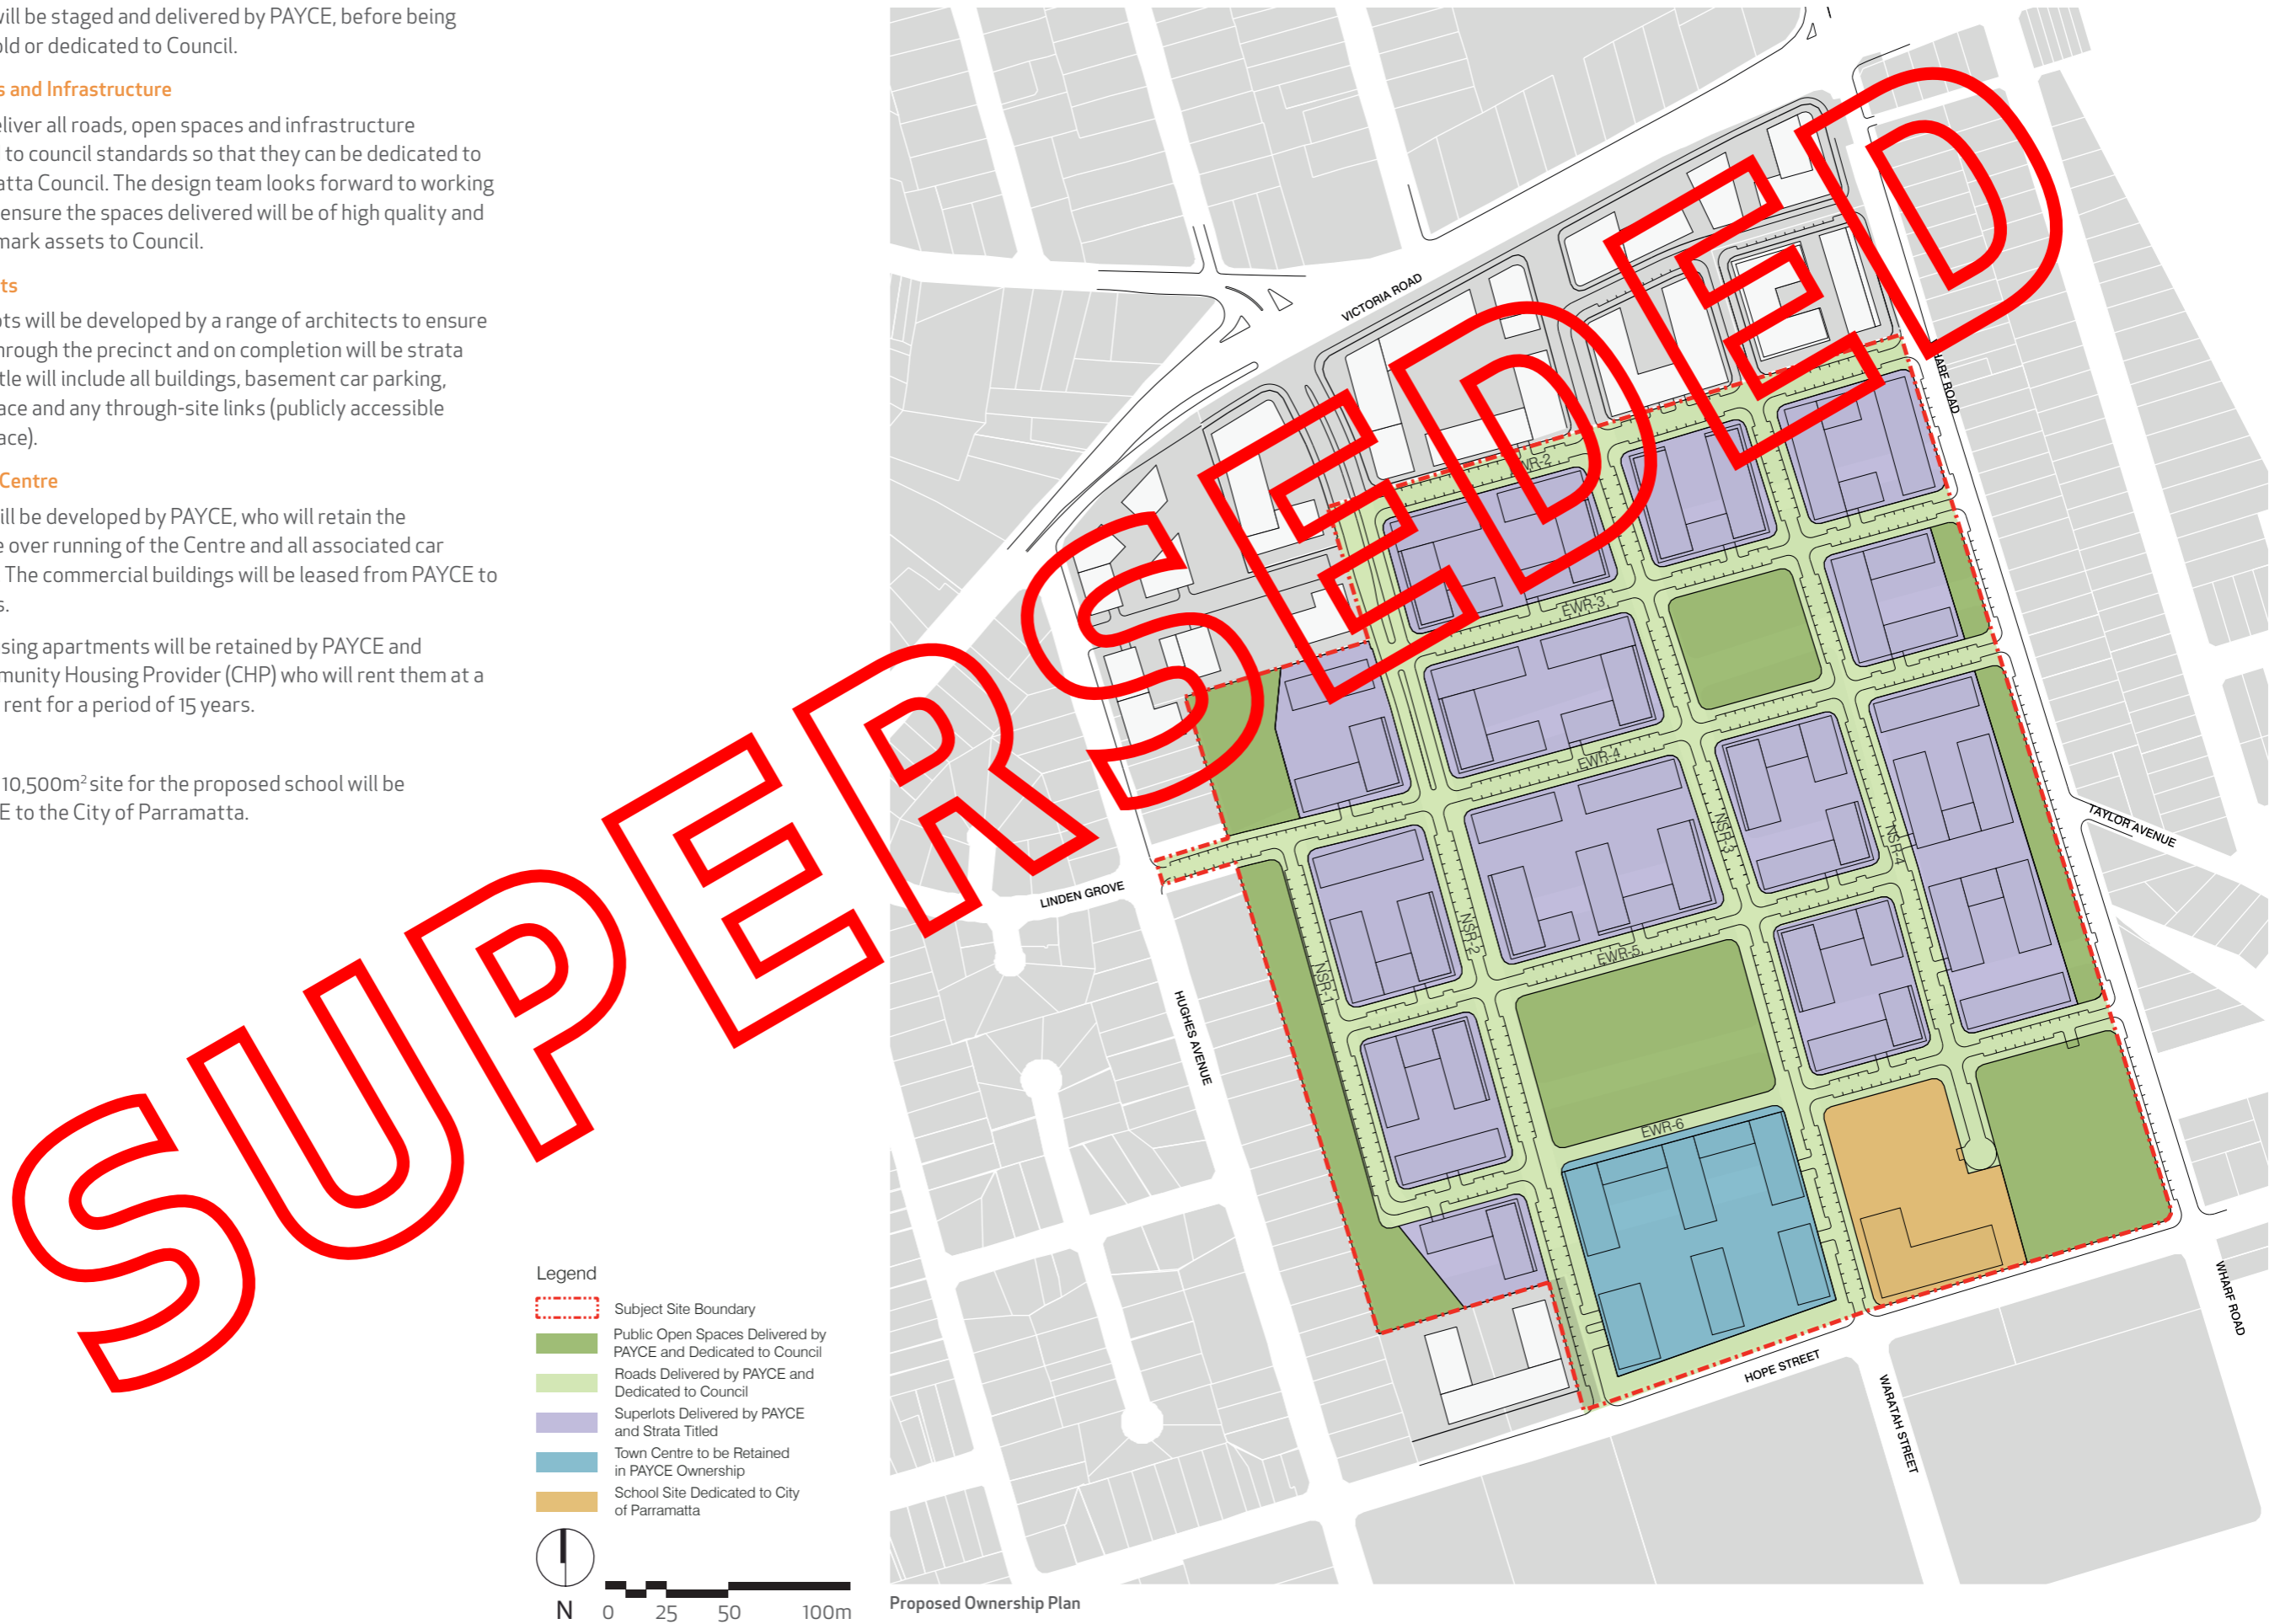 will be staged and delivered by PAYCE, before being
old or dedicated to Council.
s and Infrastructure
eliver all roads, open spaces and infrastructure
to council standards so that they can be dedicated to
atta Council. The design team looks forward to working
ensure the spaces delivered will be of high quality and
mark assets to Council.
ts
ots will be developed by a range of architects to ensure
hrough the precinct and on completion will be strata
tle will include all buildings, basement car parking,
ace and any through-site links (publicly accessible
ace).
Centre
ill be developed by PAYCE, who will retain the
e over running of the Centre and all associated car
The commercial buildings will be leased from PAYCE to
s.
sing apartments will be retained by PAYCE and
munity Housing Provider (CHP) who will rent them at a
rent for a period of 15 years.
10,500m² site for the proposed school will be
E to the City of Parramatta.
SUPERSEDED
VICTORIA ROAD
WHARF ROAD
EWR-2
EWR-3
EWR-4
NSR-3
NSR-4
TAYLOR AVENUE
LINDEN GROVE
NSR-2
EWR-5
NSR-1
HUGHES AVENUE
EWR-6
WHARF ROAD
HOPE STREET
WARATAH STREET
Legend
Subject Site Boundary
Public Open Spaces Delivered by
PAYCE and Dedicated to Council
Roads Delivered by PAYCE and
Dedicated to Council
Superlots Delivered by PAYCE
and Strata Titled
Town Centre to be Retained
in PAYCE Ownership
School Site Dedicated to City
of Parramatta
N
0 25 50 100m
Proposed Ownership Plan